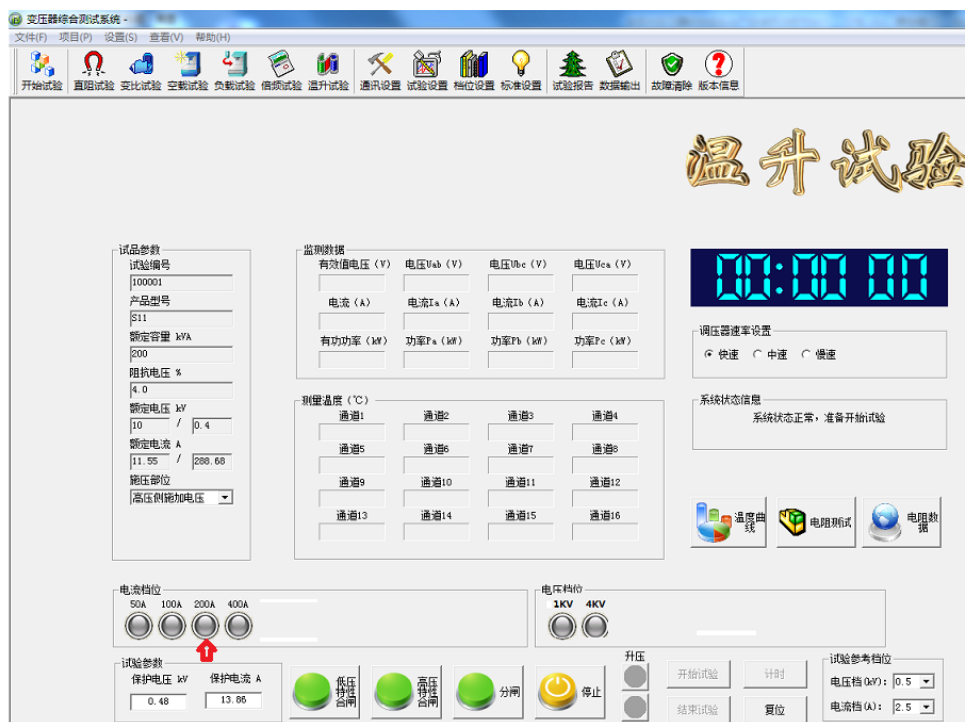 变压器综合测试系统 -
文件(F) 项目(P) 设置(S) 查看(V) 帮助(H)
开始试验 直阻试验 变比试验 空载试验 负载试验 倍频试验 温升试验 通讯设置 试验设置 档位设置 标准设置 试验报告 数据输出 故障清除 版本信息
温升试验
试品参数
试验编号
100001
产品型号
S11
额定容量 kVA
200
阻抗电压 %
4.0
额定电压 kV
10 / 0.4
额定电流 A
11.55 / 288.68
施压部位
高压侧施加电压
监测数据
有效值电压 (V) 电压Uab (V) 电压Ubc (V) 电压Uca (V)
电流 (A) 电流Ia (A) 电流Ib (A) 电流Ic (A)
有功功率 (kW) 功率Pa (kW) 功率Pb (kW) 功率Pc (kW)
测量温度 (℃)
通道1 通道2 通道3 通道4
通道5 通道6 通道7 通道8
通道9 通道10 通道11 通道12
通道13 通道14 通道15 通道16
00:00 00
调压器速率设置
快速 中速 慢速
系统状态信息
系统状态正常，准备开始试验
温度曲线 电阻测试 电阻数据
电流档位
50A 100A 200A 400A
电压档位
1KV 4KV
试验参数
保护电压 kV 保护电流 A
0.48 13.86
低压特性合闸 高压特性合闸 分闸 停止
升压
开始试验 计时
结束试验 复位
试验参考档位
电压档(kV): 0.5
电流档(A): 2.5